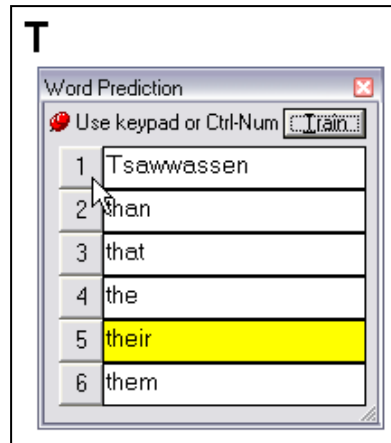 T
Word Prediction
Use keypad or Ctrl-Num Train
1 Tsawwassen
2 than
3 that
4 the
5 their
6 them